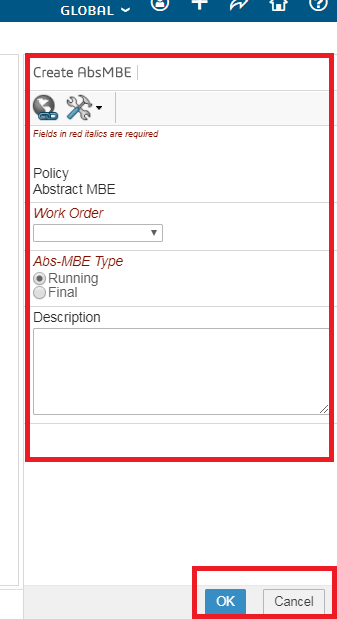 GLOBAL
Create AbsMBE
Fields in red italics are required
Policy
Abstract MBE
Work Order
Abs-MBE Type
Running
Final
Description
OK
Cancel